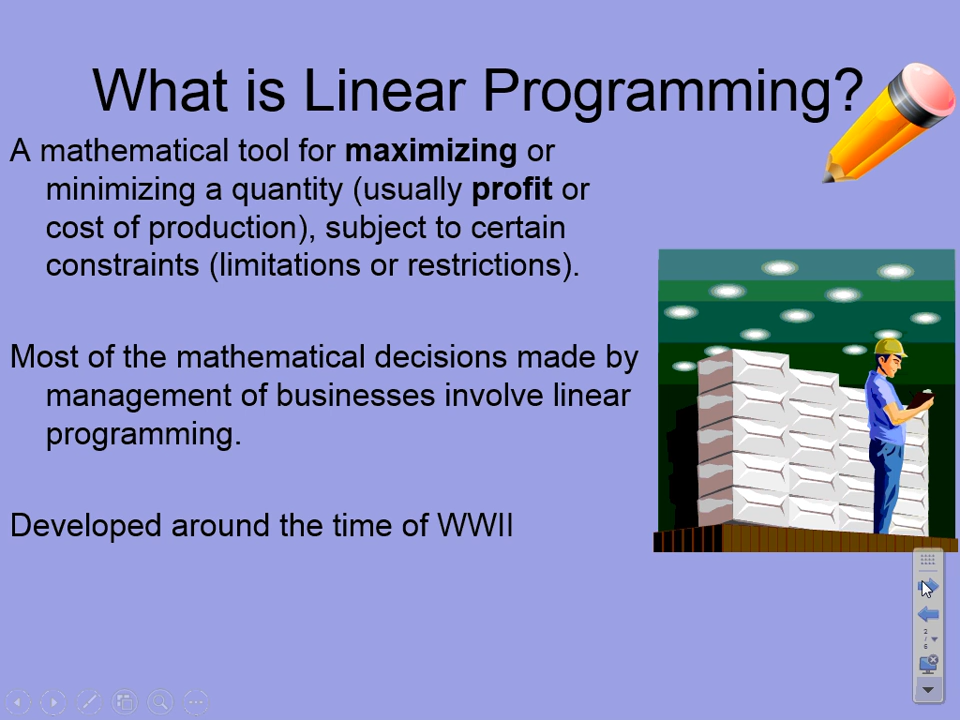 What is Linear Programming?
A mathematical tool for maximizing or
minimizing a quantity (usually profit or
cost of production), subject to certain
constraints (limitations or restrictions).
Most of the mathematical decisions made by
management of businesses involve linear
programming.
Developed around the time of WWII
2
/
6